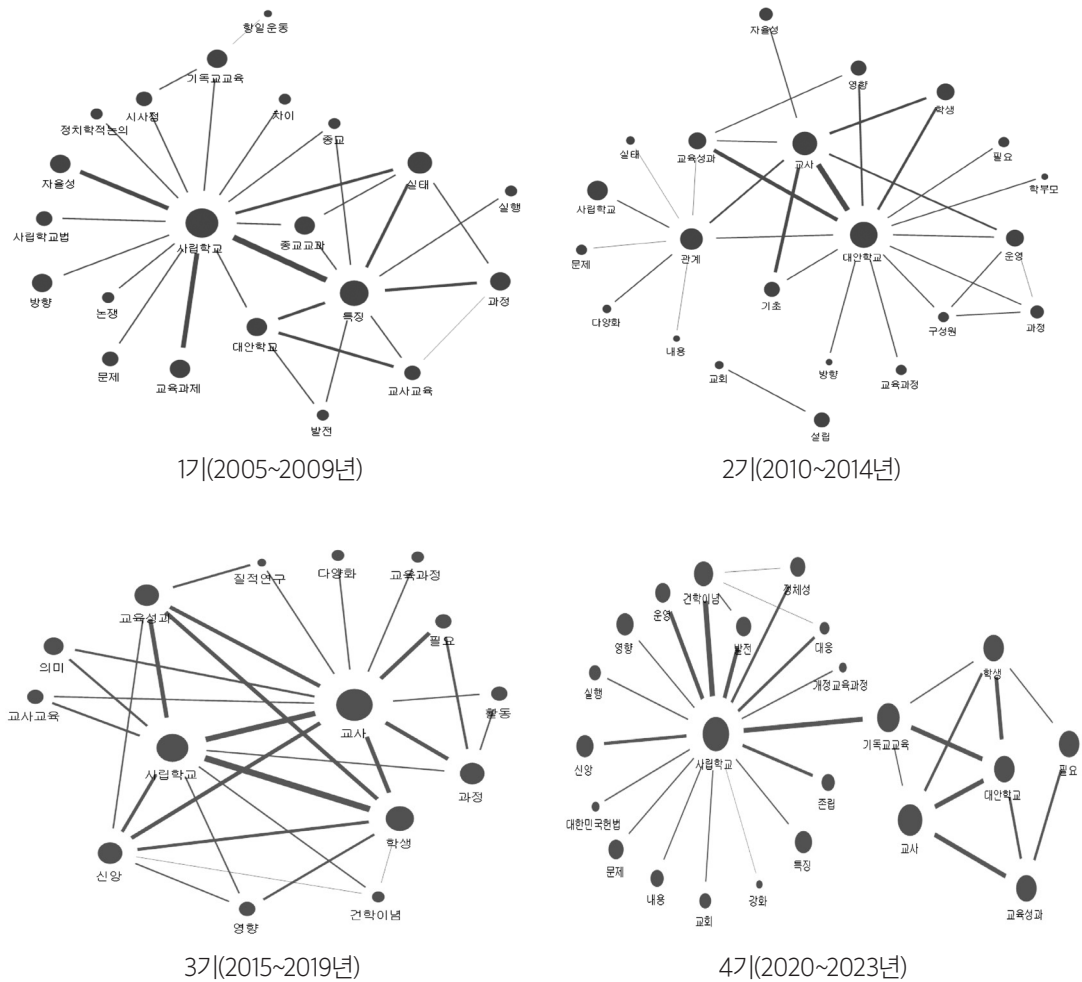 항일운동
기독교교육
시사점
차이
정치학적논의
종교
자율성
실태
실행
사립학교법
사립학교
종교교과
방향
논쟁
특징
과정
대안학교
문제
교육과제
교사교육
발전
1기(2005~2009년)
자율성
영향
학생
실태
교육성과
교사
필요
학부모
사립학교
문제
관계
대안학교
운영
기초
다양화
구성원
과정
내용
교회
방향
교육과정
설립
2기(2010~2014년)
질적연구
다양화
교육과정
교육성과
필요
의미
교사교육
교사
활동
사립학교
과정
학생
신앙
건학이념
영향
3기(2015~2019년)
건학이념
정체성
운영
영향
발전
대응
실행
개정교육과정
학생
기독교교육
신앙
사립학교
필요
대안학교
존립
대한민국헌법
교사
문제
특징
내용
강화
교회
교육성과
4기(2020~2023년)